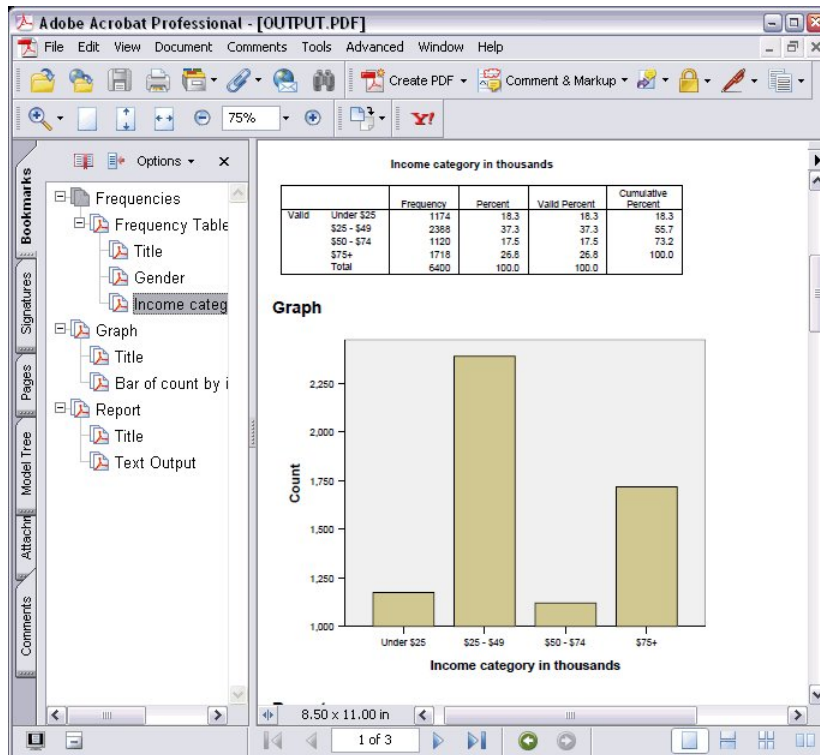 Adobe Acrobat Professional - [OUTPUT.PDF]
File Edit View Document Comments Tools Advanced Window Help
Create PDF Comment & Markup
75% Y!
Bookmarks
Signatures
Pages
Model Tree
Attachm
Comments
Options x
Frequencies
Frequency Table
Title
Gender
Income categ
Graph
Title
Bar of count by i
Report
Title
Text Output
Income category in thousands
Frequency Percent Valid Percent Cumulative Percent
Valid Under $25 1174 18.3 18.3 18.3
$25 - $49 2388 37.3 37.3 55.7
$50 - $74 1120 17.5 17.5 73.2
$75+ 1718 26.8 26.8 100.0
Total 6400 100.0 100.0
Graph
2,250
2,000
1,750
1,500
1,250
1,000
Count
Under $25 $25 - $49 $50 - $74 $75+
Income category in thousands
8.50 x 11.00 in
1 of 3